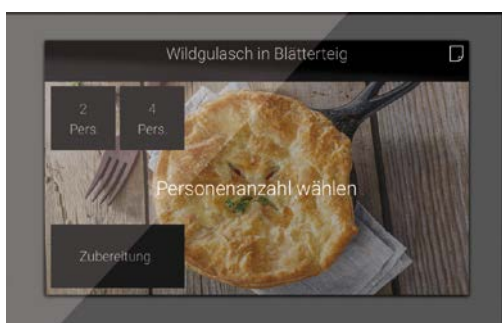 Wildgulasch in Blätterteig
2
Pers.
4
Pers.
Personenanzahl wählen
Zubereitung